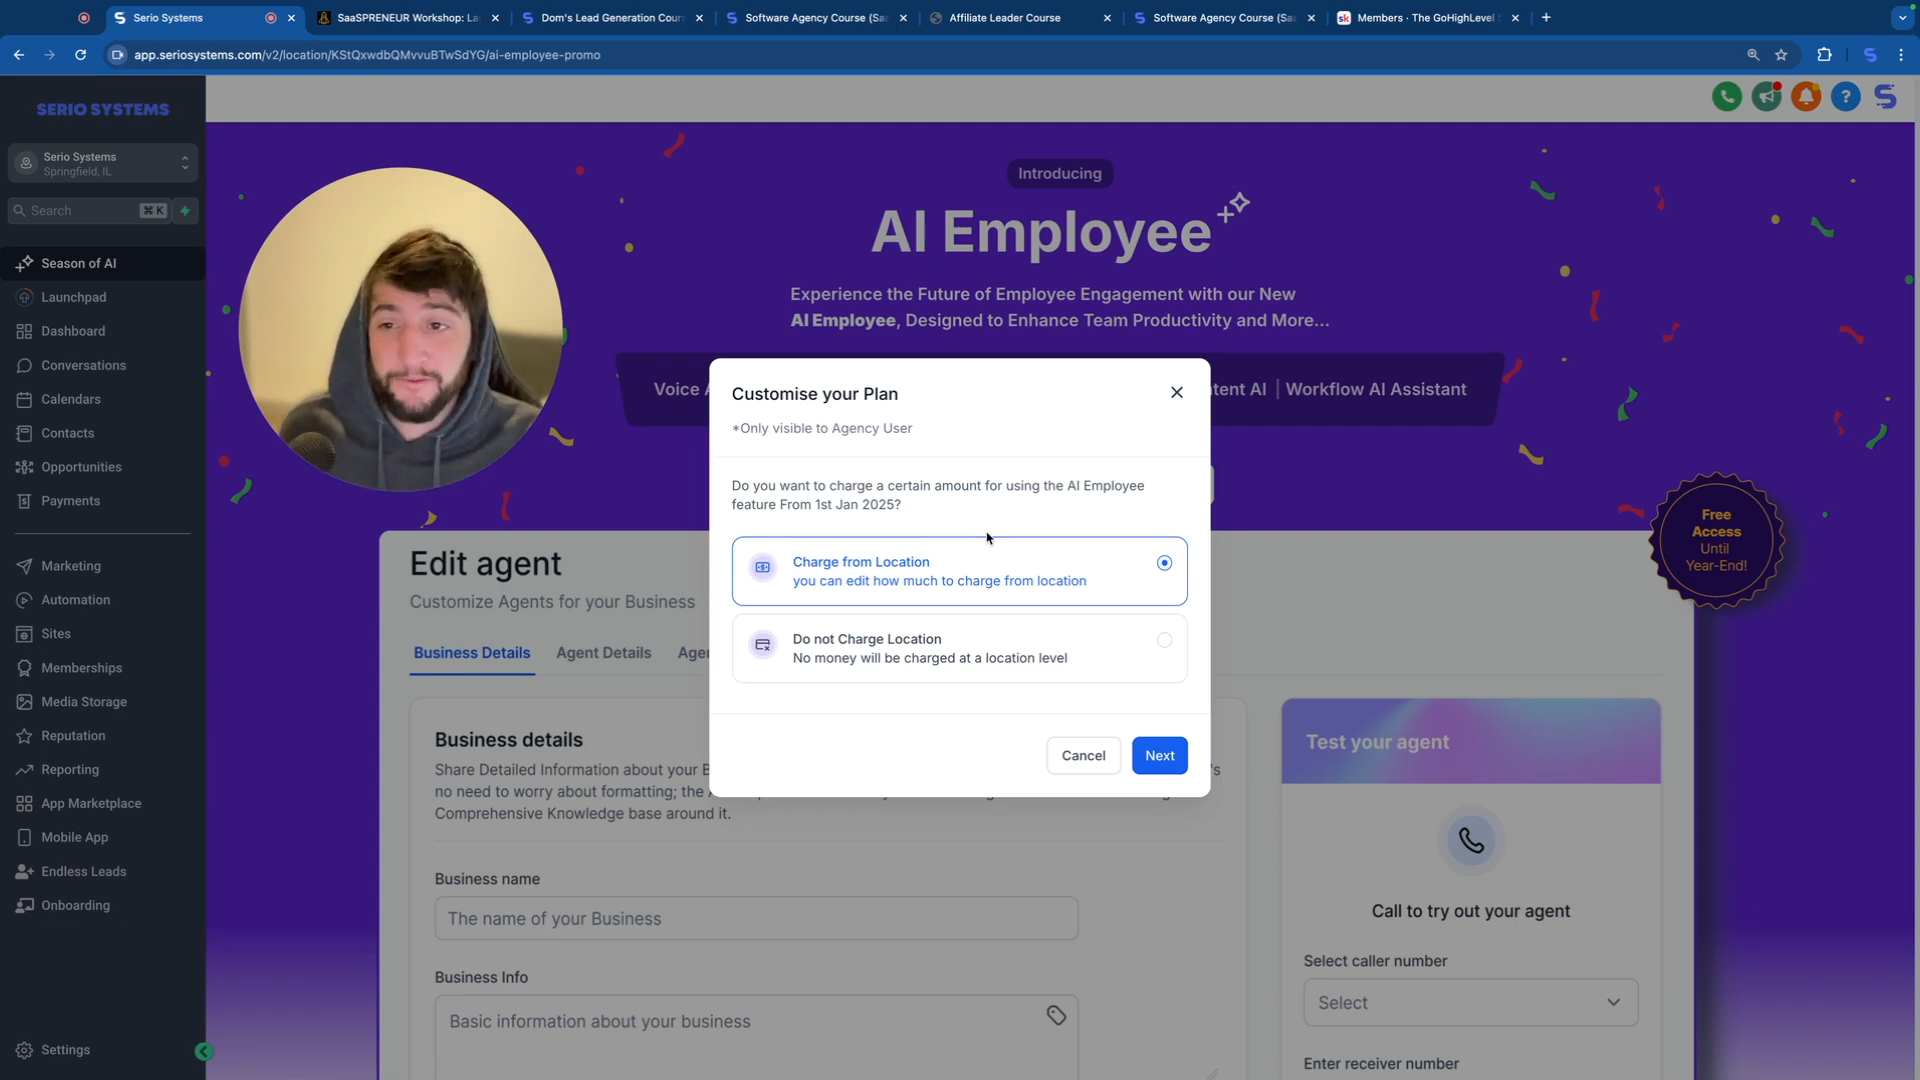 Serio Systems
SaaSPRENEUR Workshop: La
Dom's Lead Generation Cour
Software Agency Course (Saa
Affiliate Leader Course
Software Agency Course (Saa
Members · The GoHighLevel
app.seriosystems.com/v2/location/KStQxwdbQMvvuBTwSdYG/ai-employee-promo
SERIO SYSTEMS
Serio Systems
Springfield, IL
Search ⌘ K
Season of AI
Launchpad
Dashboard
Conversations
Calendars
Contacts
Opportunities
Payments
Marketing
Automation
Sites
Memberships
Media Storage
Reputation
Reporting
App Marketplace
Mobile App
Endless Leads
Onboarding
Settings
Introducing
AI Employee
Experience the Future of Employee Engagement with our New
AI Employee, Designed to Enhance Team Productivity and More...
Voice A
tent AI | Workflow AI Assistant
Free
Access
Until
Year-End!
Customise your Plan
*Only visible to Agency User
Do you want to charge a certain amount for using the AI Employee
feature From 1st Jan 2025?
Charge from Location
you can edit how much to charge from location
Do not Charge Location
No money will be charged at a location level
Cancel
Next
Edit agent
Customize Agents for your Business
Business Details
Agent Details
Agen
Business details
Share Detailed Information about your B
's
no need to worry about formatting; the
Comprehensive Knowledge base around it.
Business name
The name of your Business
Business Info
Basic information about your business
Test your agent
Call to try out your agent
Select caller number
Select
Enter receiver number